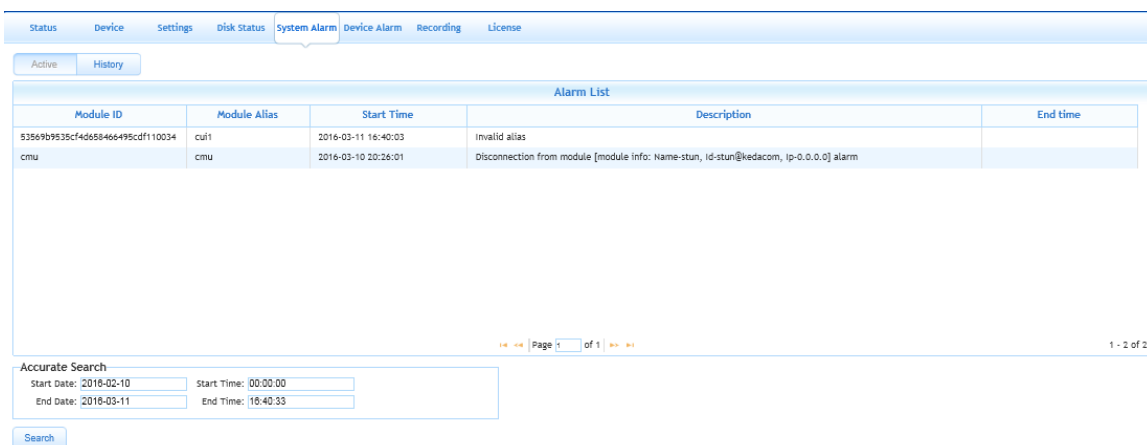 Status Device Settings Disk Status System Alarm Device Alarm Recording License
Active History
Alarm List
Module ID Module Alias Start Time Description End time
53569b9535cf4d658466495cdf110034 cui1 2016-03-11 16:40:03 Invalid alias
cmu cmu 2016-03-10 20:26:01 Disconnection from module [module info: Name-stun, Id-stun@kedacom, Ip-0.0.0.0] alarm
Page 1 of 1 1 - 2 of 2
Accurate Search
Start Date: 2016-02-10 Start Time: 00:00:00
End Date: 2016-03-11 End Time: 16:40:33
Search